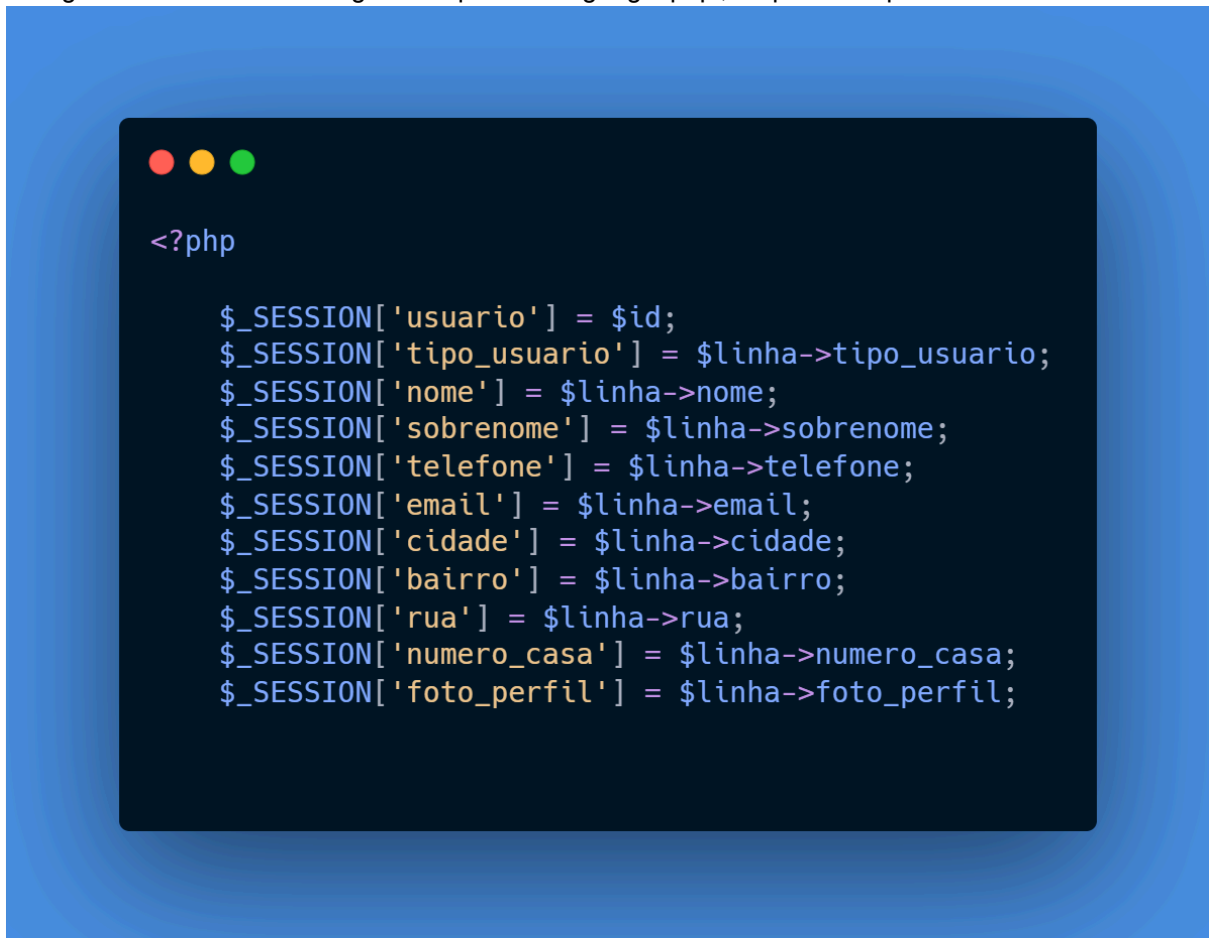 <?php
$_SESSION['usuario'] = $id;
$_SESSION['tipo_usuario'] = $linha->tipo_usuario;
$_SESSION['nome'] = $linha->nome;
$_SESSION['sobrenome'] = $linha->sobrenome;
$_SESSION['telefone'] = $linha->telefone;
$_SESSION['email'] = $linha->email;
$_SESSION['cidade'] = $linha->cidade;
$_SESSION['bairro'] = $linha->bairro;
$_SESSION['rua'] = $linha->rua;
$_SESSION['numero_casa'] = $linha->numero_casa;
$_SESSION['foto_perfil'] = $linha->foto_perfil;